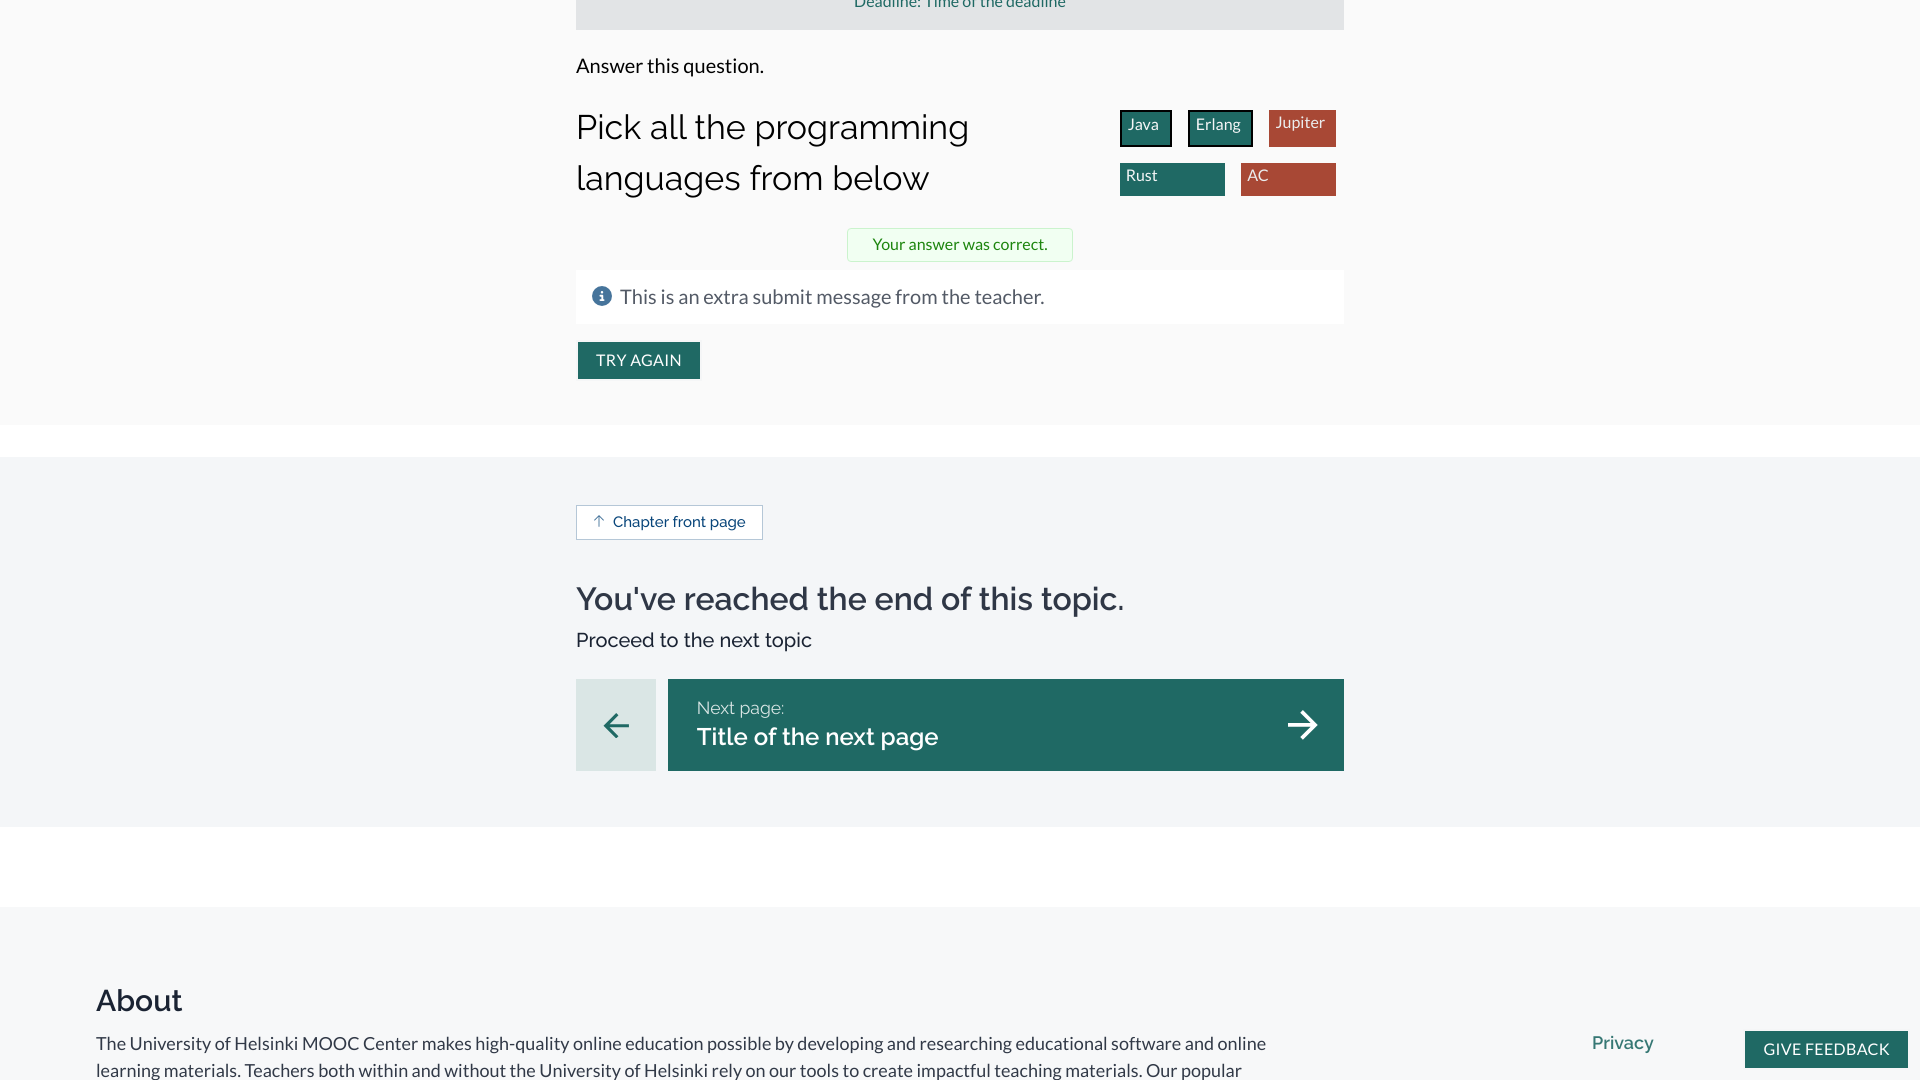 Deadline: Time of the deadline
Answer this question.
Pick all the programming
languages from below
Java
Erlang
Jupiter
Rust
AC
Your answer was correct.
This is an extra submit message from the teacher.
TRY AGAIN
Chapter front page
You've reached the end of this topic.
Proceed to the next topic
Next page:
Title of the next page
About
The University of Helsinki MOOC Center makes high-quality online education possible by developing and researching educational software and online
learning materials. Teachers both within and without the University of Helsinki rely on our tools to create impactful teaching materials. Our popular
Privacy
GIVE FEEDBACK